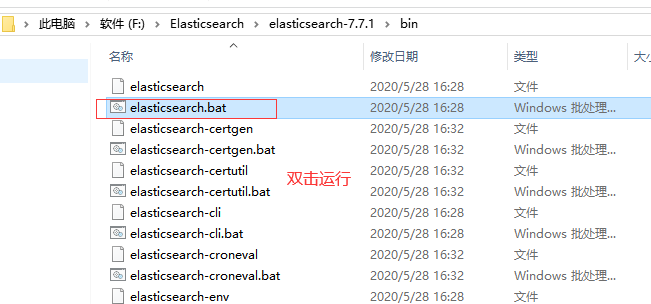 此电脑 > 软件 (F:) > Elasticsearch > elasticsearch-7.7.1 > bin
名称 修改日期 类型 大小
elasticsearch 2020/5/28 16:28 文件
elasticsearch.bat 2020/5/28 16:28 Windows 批处理...
elasticsearch-certgen 2020/5/28 16:32 文件
elasticsearch-certgen.bat 2020/5/28 16:32 Windows 批处理...
elasticsearch-certutil 2020/5/28 16:32 文件
双击运行
elasticsearch-certutil.bat 2020/5/28 16:32 Windows 批处理...
elasticsearch-cli 2020/5/28 16:28 文件
elasticsearch-cli.bat 2020/5/28 16:28 Windows 批处理...
elasticsearch-croneval 2020/5/28 16:32 文件
elasticsearch-croneval.bat 2020/5/28 16:32 Windows 批处理...
elasticsearch-env 2020/5/28 16:28 文件